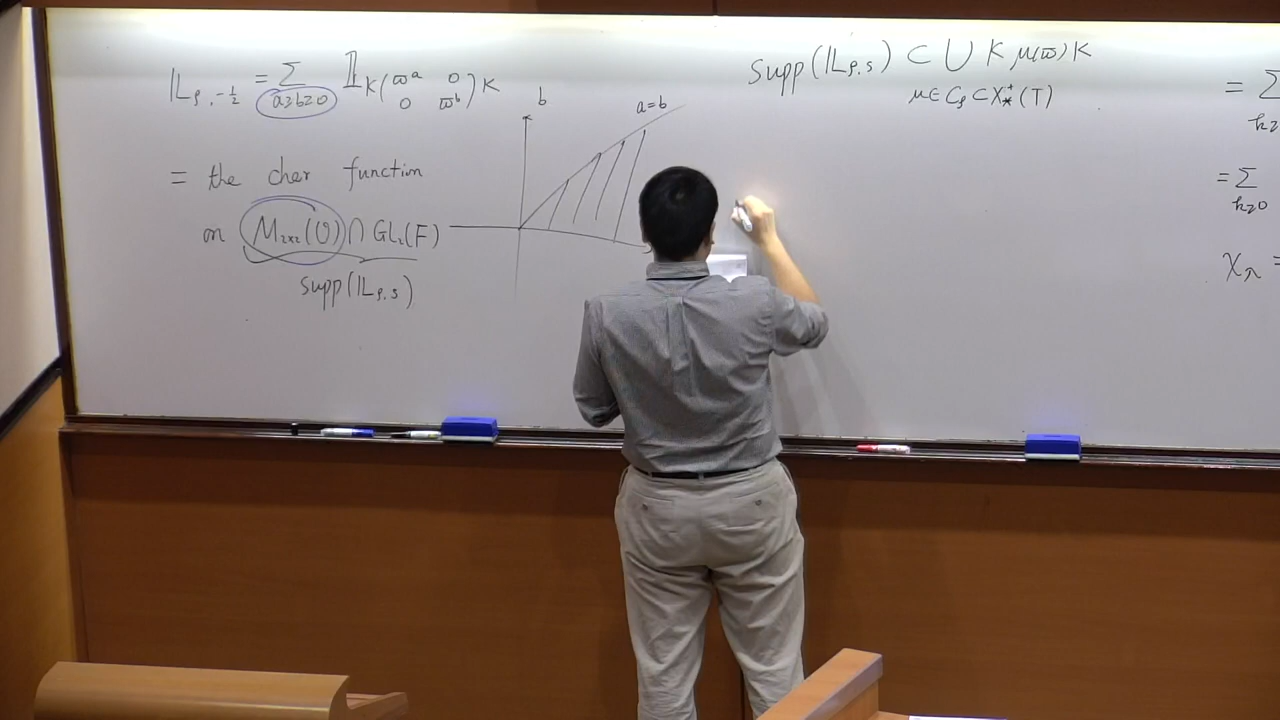 𝕃_{ρ,-1/2} = Σ_{a≥b≥0} 𝟙_{K(ϖ^a 0 / 0 ϖ^b)K}
= the char function
on M_{2×2}(O) ∩ GL_2(F)
supp(𝕃_{ρ,s})
b
a=b
Supp(𝕃_{ρ,s}) ⊂ ∪ K μ(ϖ) K
μ∈C_ρ⊂X_*^+(T)
= Σ
k≥0
= Σ
k≥0
χ_π =